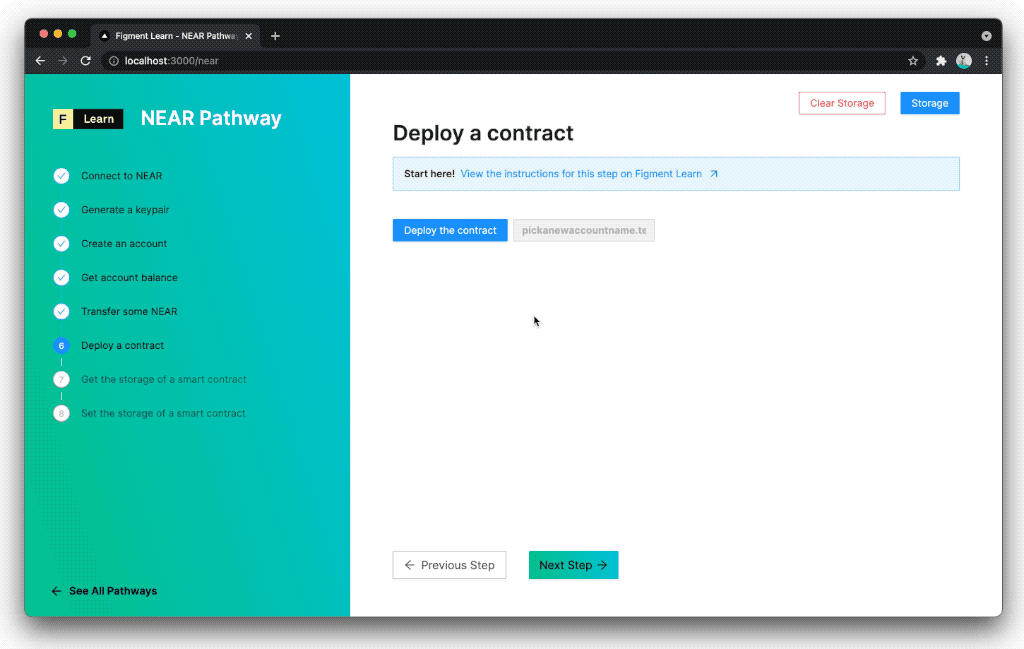 Figment Learn - NEAR Pathwa
localhost:3000/near
F Learn NEAR Pathway
Connect to NEAR
Generate a keypair
Create an account
Get account balance
Transfer some NEAR
6 Deploy a contract
7 Get the storage of a smart contract
8 Set the storage of a smart contract
See All Pathways
Clear Storage Storage
Deploy a contract
Start here! View the instructions for this step on Figment Learn
Deploy the contract pickanewaccountname.te
Previous Step Next Step